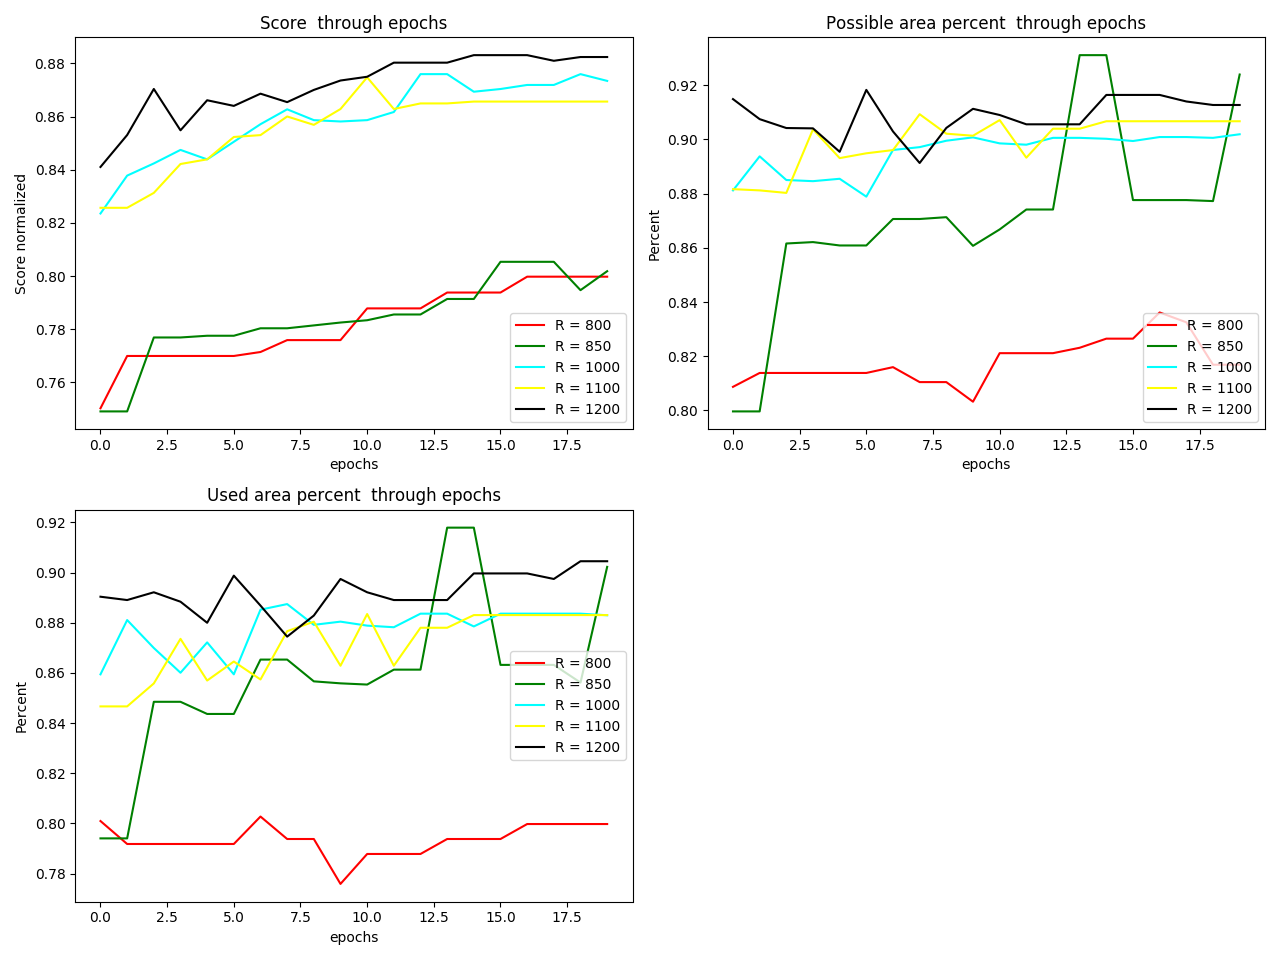 Score  through epochs
Score normalized
0.88
0.86
0.84
0.82
0.80
0.78
0.76
R = 800
R = 850
R = 1000
R = 1100
R = 1200
0.0 2.5 5.0 7.5 10.0 12.5 15.0 17.5
epochs
Possible area percent  through epochs
Percent
0.92
0.90
0.88
0.86
0.84
0.82
0.80
R = 800
R = 850
R = 1000
R = 1100
R = 1200
0.0 2.5 5.0 7.5 10.0 12.5 15.0 17.5
epochs
Used area percent  through epochs
Percent
0.92
0.90
0.88
0.86
0.84
0.82
0.80
0.78
R = 800
R = 850
R = 1000
R = 1100
R = 1200
0.0 2.5 5.0 7.5 10.0 12.5 15.0 17.5
epochs